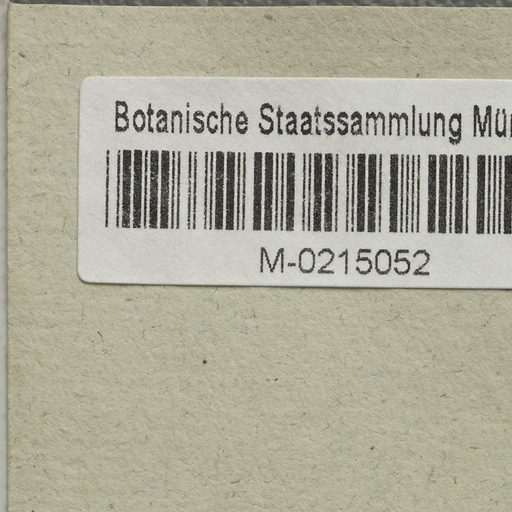 Botanische Staatssammlung Mün
M-0215052